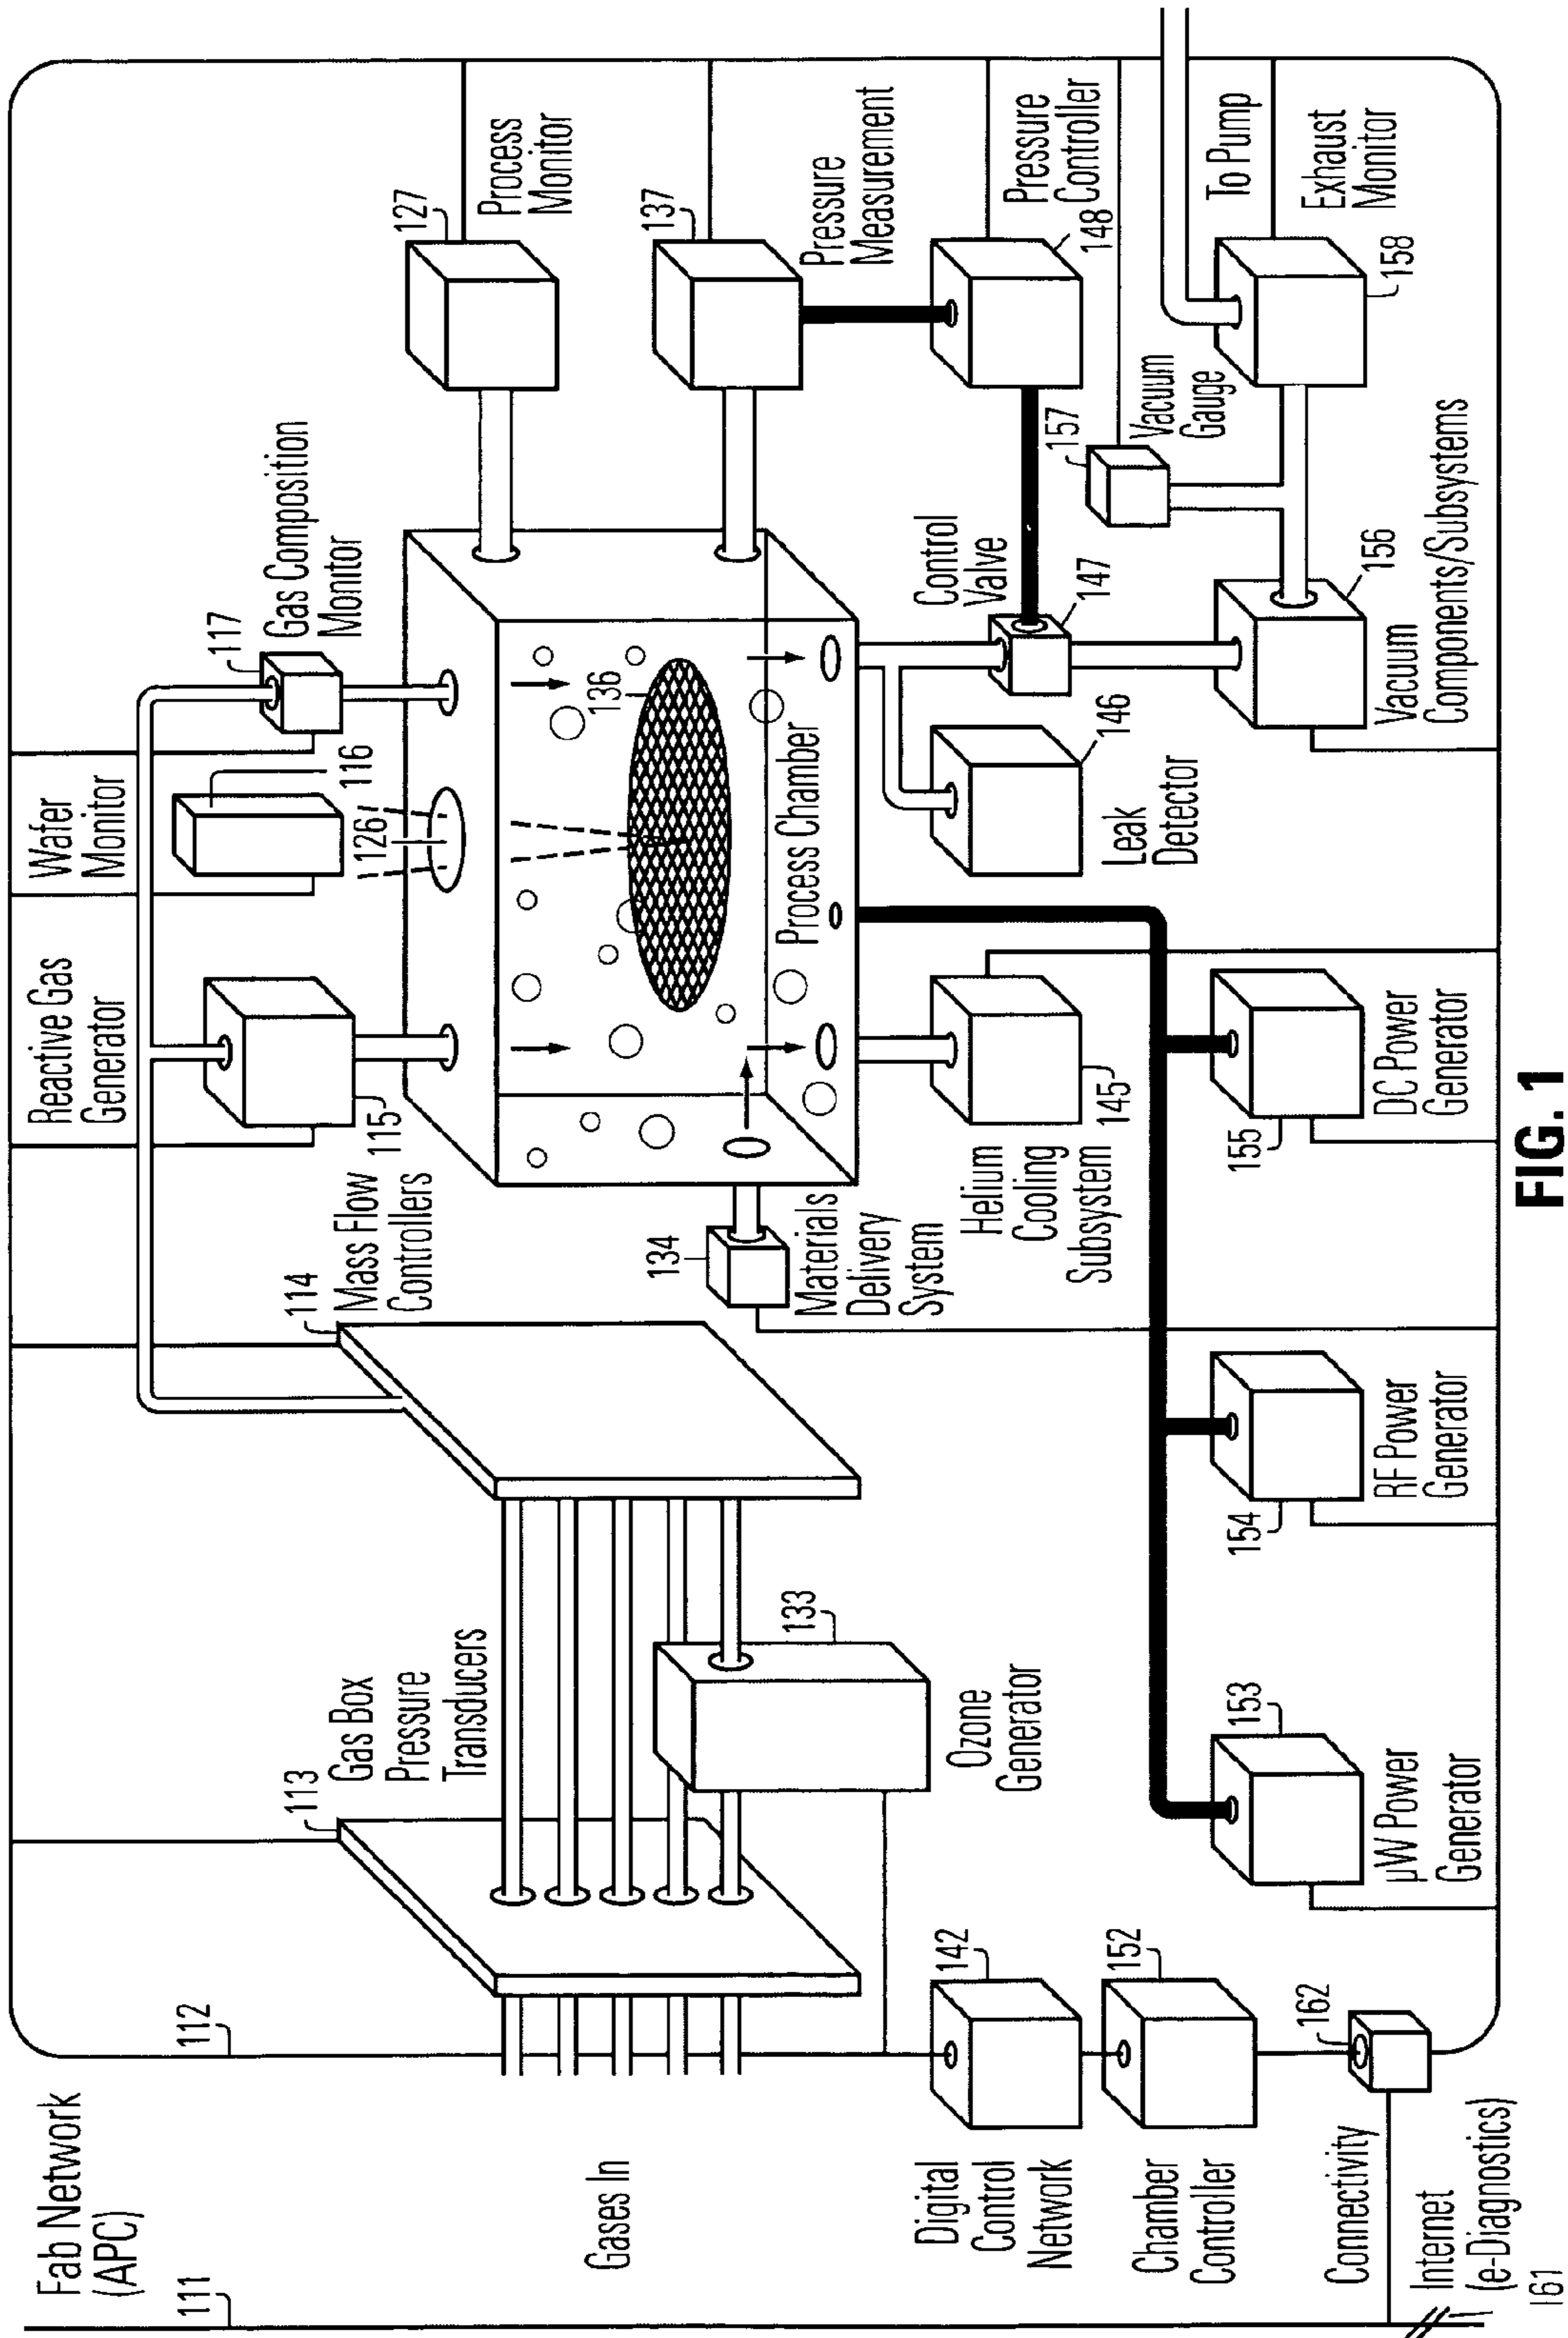 Fab Network
(APC)
111
112
Gases In
113
Gas Box
Pressure
Transducers
114
Mass Flow
Controllers
Reactive Gas
Generator
115
Wafer
Monitor
116
126
117
Gas Composition
Monitor
127
Process
Monitor
133
Ozone
Generator
134
Materials
Delivery
System
136
Process Chamber
137
Pressure
Measurement
142
Digital
Control
Network
145
Helium
Cooling
Subsystem
146
Leak
Detector
147
Control
Valve
148
Pressure
Controller
152
Chamber
Controller
153
µW Power
Generator
154
RF Power
Generator
155
DC Power
Generator
156
Vacuum
Components/Subsystems
157
Vacuum
Gauge
158
To Pump
Exhaust
Monitor
162
Connectivity
Internet
(e-Diagnostics)
161
FIG. 1